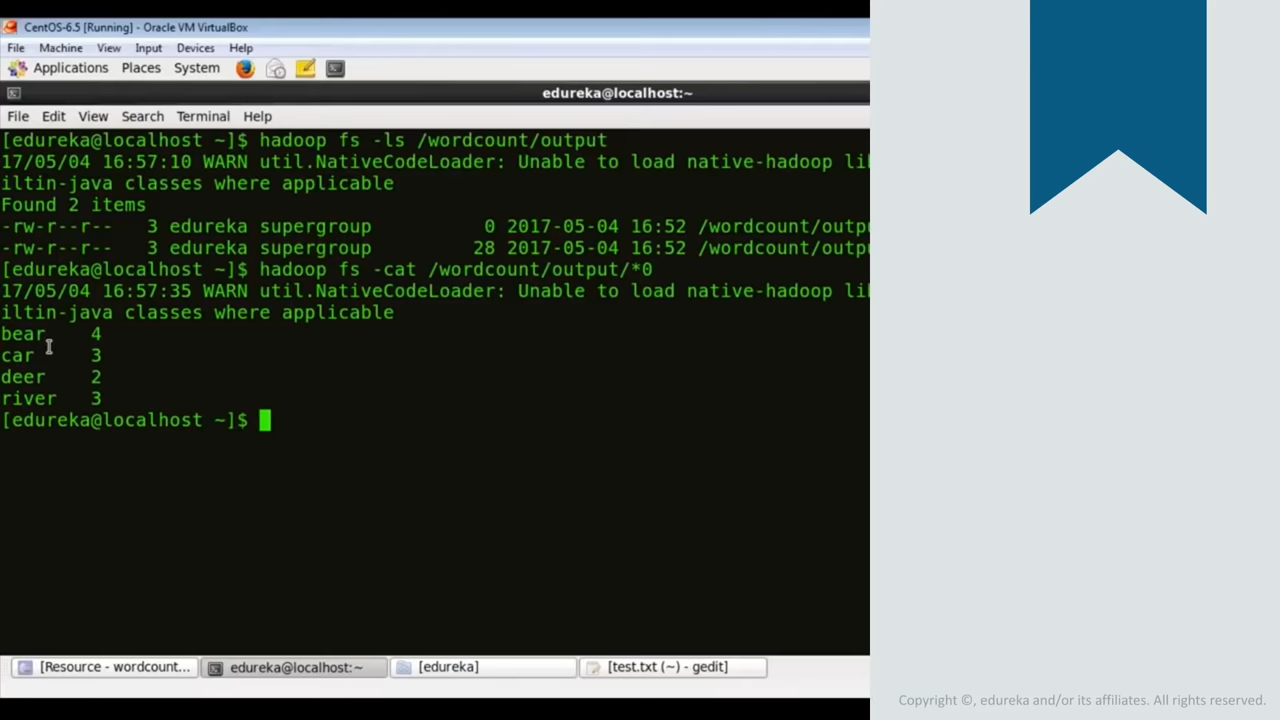 CentOS-6.5 [Running] - Oracle VM VirtualBox
File Machine View Input Devices Help
Applications Places System
edureka@localhost:~
File Edit View Search Terminal Help
[edureka@localhost ~]$ hadoop fs -ls /wordcount/output
17/05/04 16:57:10 WARN util.NativeCodeLoader: Unable to load native-hadoop li
iltin-java classes where applicable
Found 2 items
-rw-r--r-- 3 edureka supergroup 0 2017-05-04 16:52 /wordcount/outp
-rw-r--r-- 3 edureka supergroup 28 2017-05-04 16:52 /wordcount/outp
[edureka@localhost ~]$ hadoop fs -cat /wordcount/output/*0
17/05/04 16:57:35 WARN util.NativeCodeLoader: Unable to load native-hadoop li
iltin-java classes where applicable
bear 4
car 3
deer 2
river 3
[edureka@localhost ~]$
[Resource - wordcount... edureka@localhost:~ [edureka] [test.txt (~) - gedit]
Copyright ©, edureka and/or its affiliates. All rights reserved.